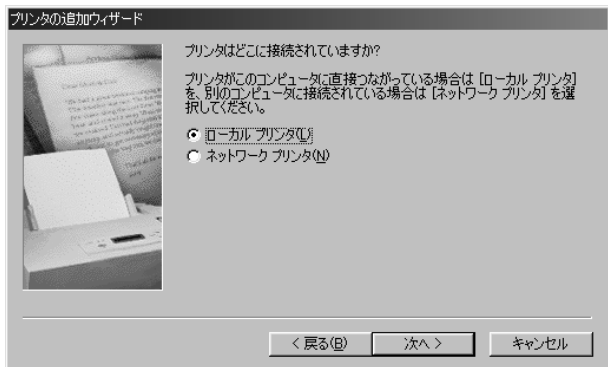 プリンタの追加ウィザード
プリンタはどこに接続されていますか?
プリンタがこのコンピュータに直接つながっている場合は [ローカル プリンタ]
を、別のコンピュータに接続されている場合は [ネットワーク プリンタ] を選
択してください。
ローカル プリンタ(L)
ネットワーク プリンタ(N)
< 戻る(B)
次へ >
キャンセル